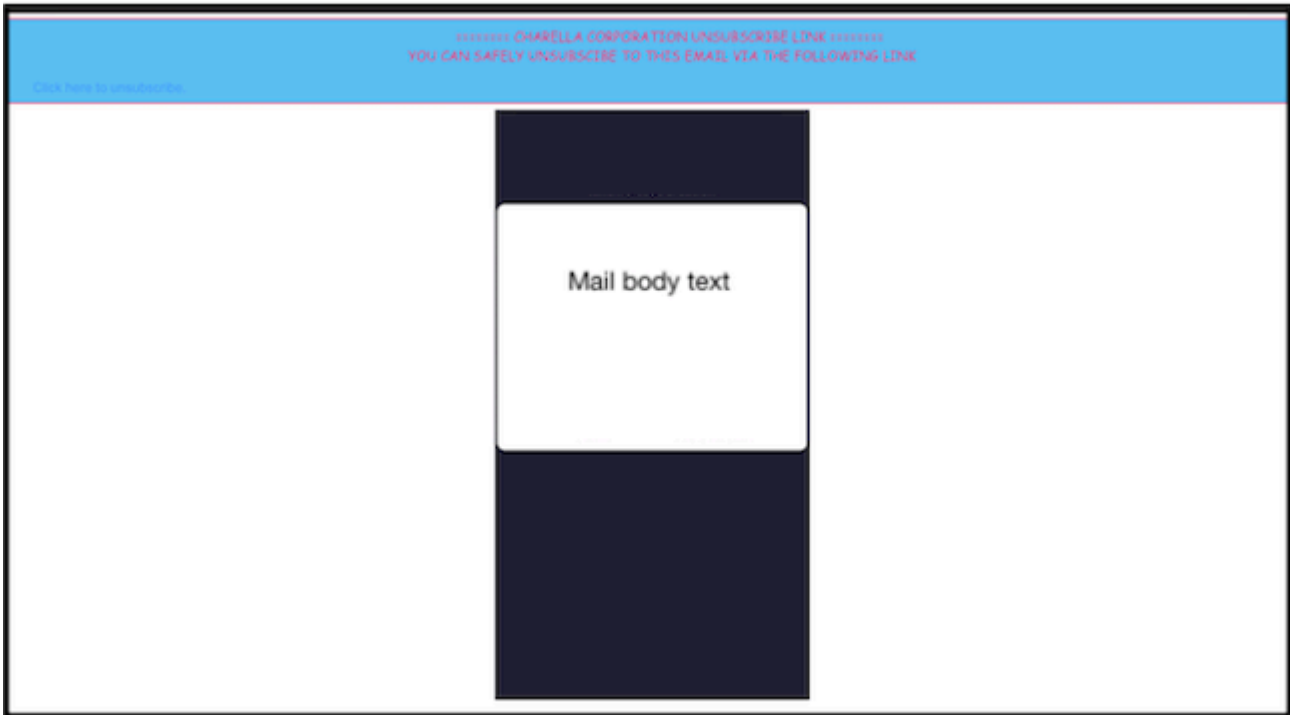 >>>>>>>> CHARELLA CORPORATION UNSUBSCRIBE LINK <<<<<<<<
YOU CAN SAFELY UNSUBSCIBE TO THIS EMAIL VIA THE FOLLOWING LINK
Click here to unsubscribe.
Mail body text